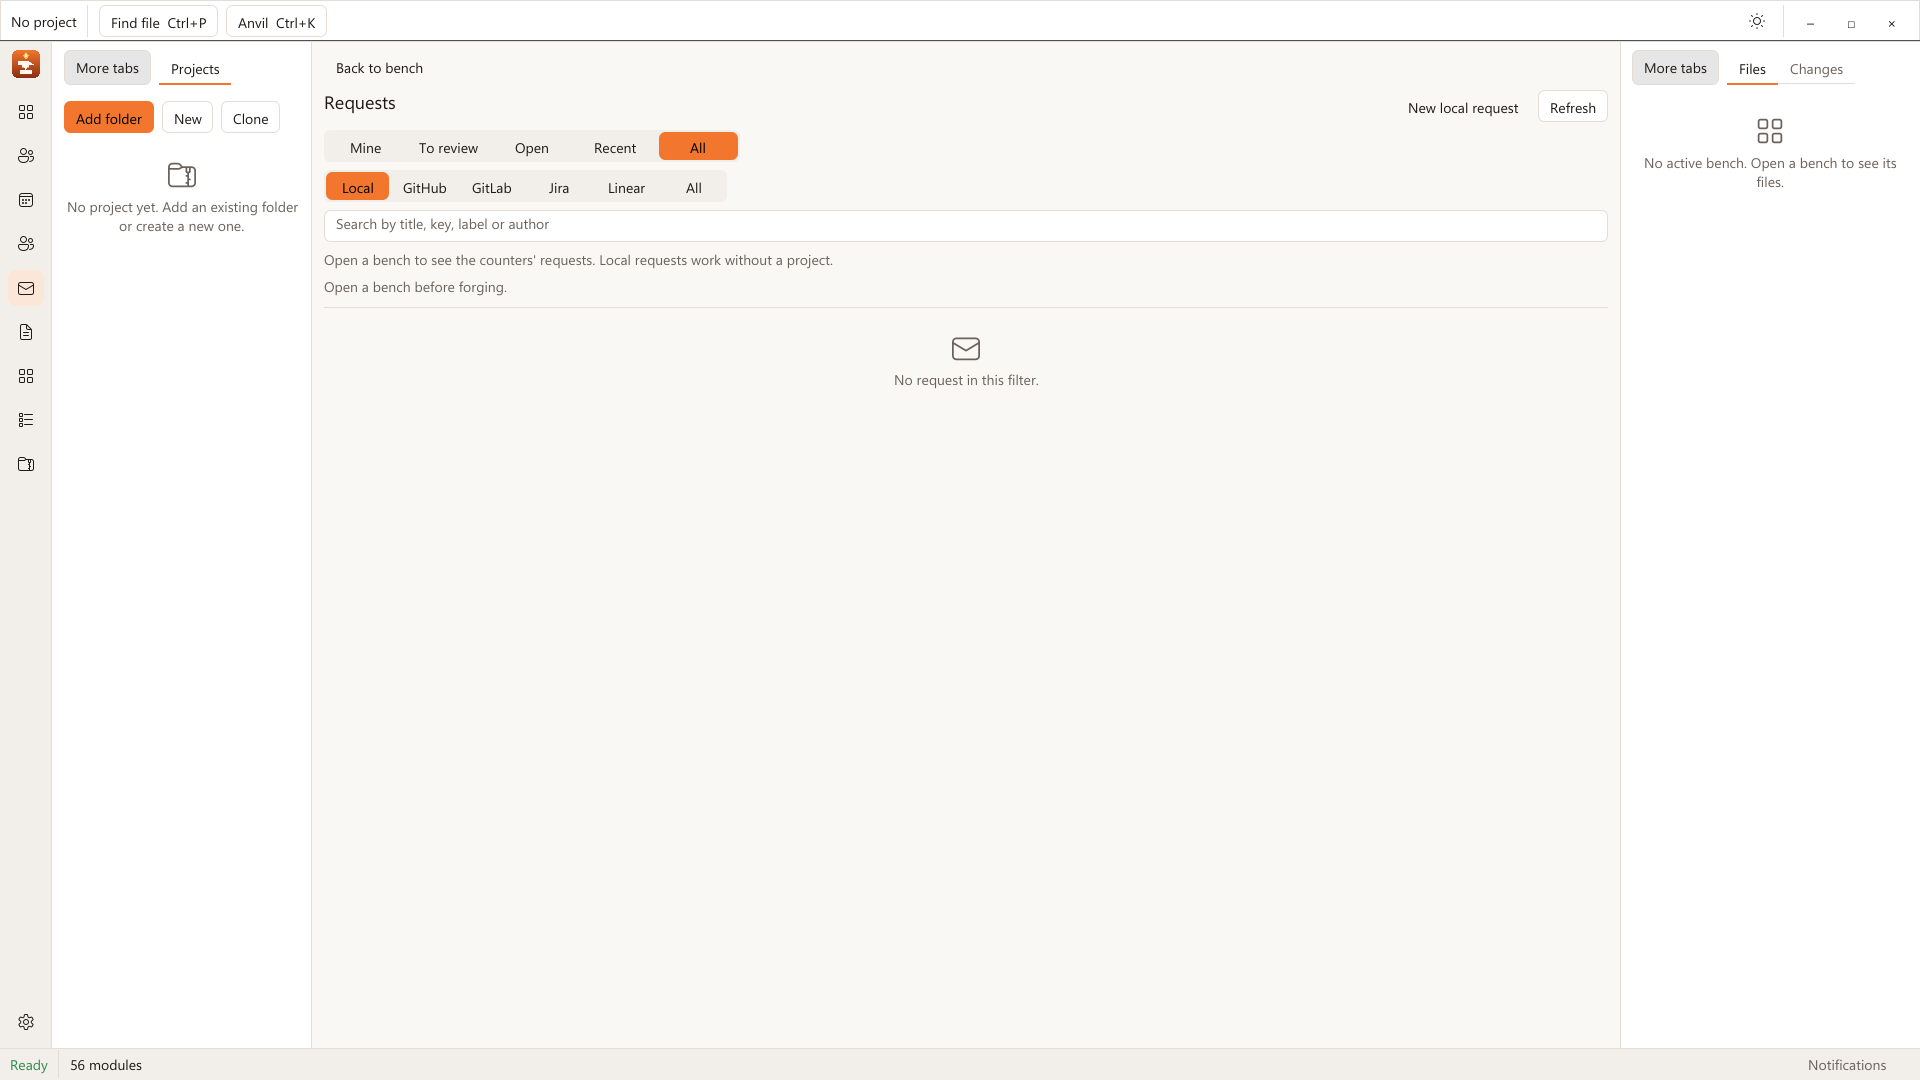 No project
Find file Ctrl+P
Anvil Ctrl+K
More tabs
Projects
Add folder
New
Clone
No project yet. Add an existing folder
or create a new one.
Back to bench
Requests
New local request
Refresh
Mine
To review
Open
Recent
All
Local
GitHub
GitLab
Jira
Linear
All
Search by title, key, label or author
Open a bench to see the counters' requests. Local requests work without a project.
Open a bench before forging.
No request in this filter.
More tabs
Files
Changes
No active bench. Open a bench to see its
files.
Ready
56 modules
Notifications